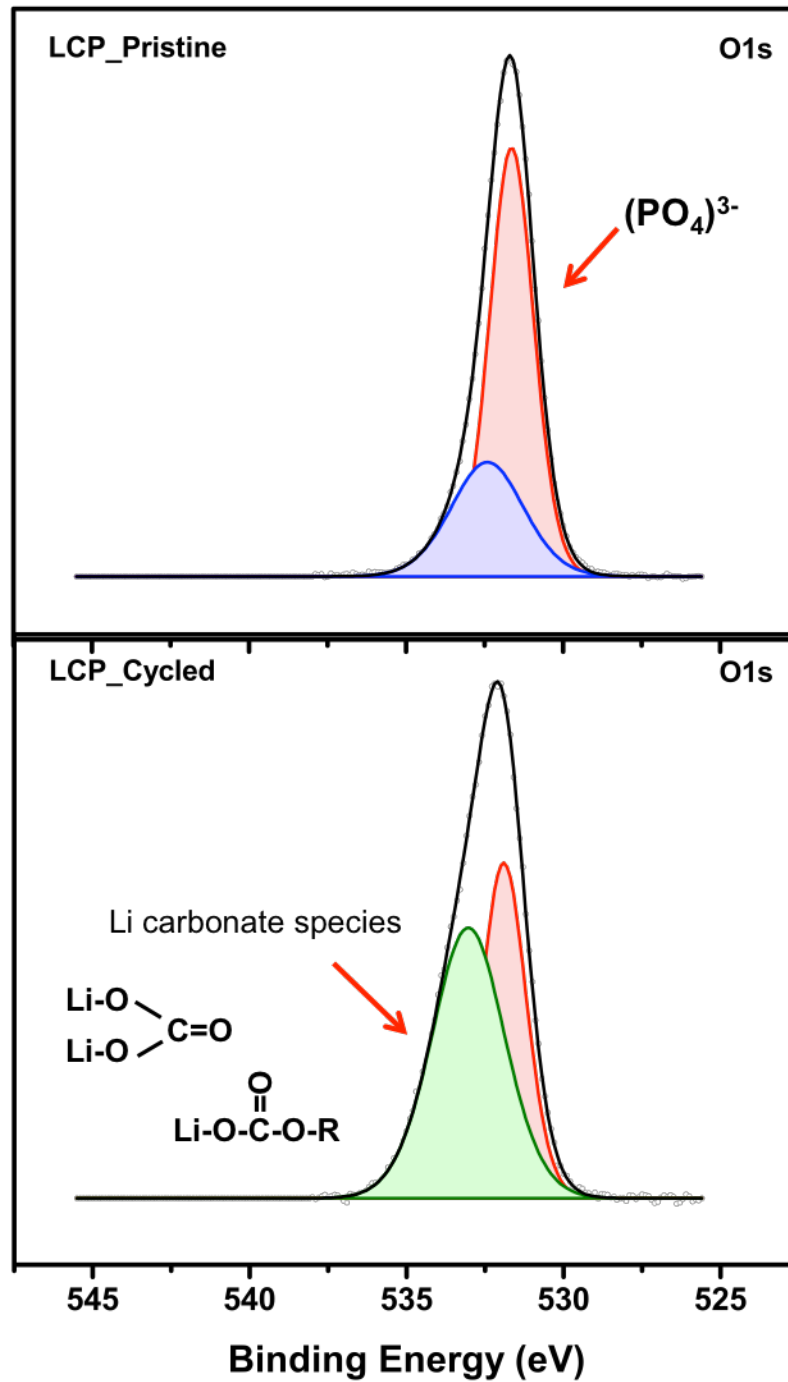 LCP_Pristine
O1s
(PO₄)³⁻
LCP_Cycled
O1s
Li carbonate species
Li-O
C=O
Li-O
O
Li-O-C-O-R
545 540 535 530 525
Binding Energy (eV)